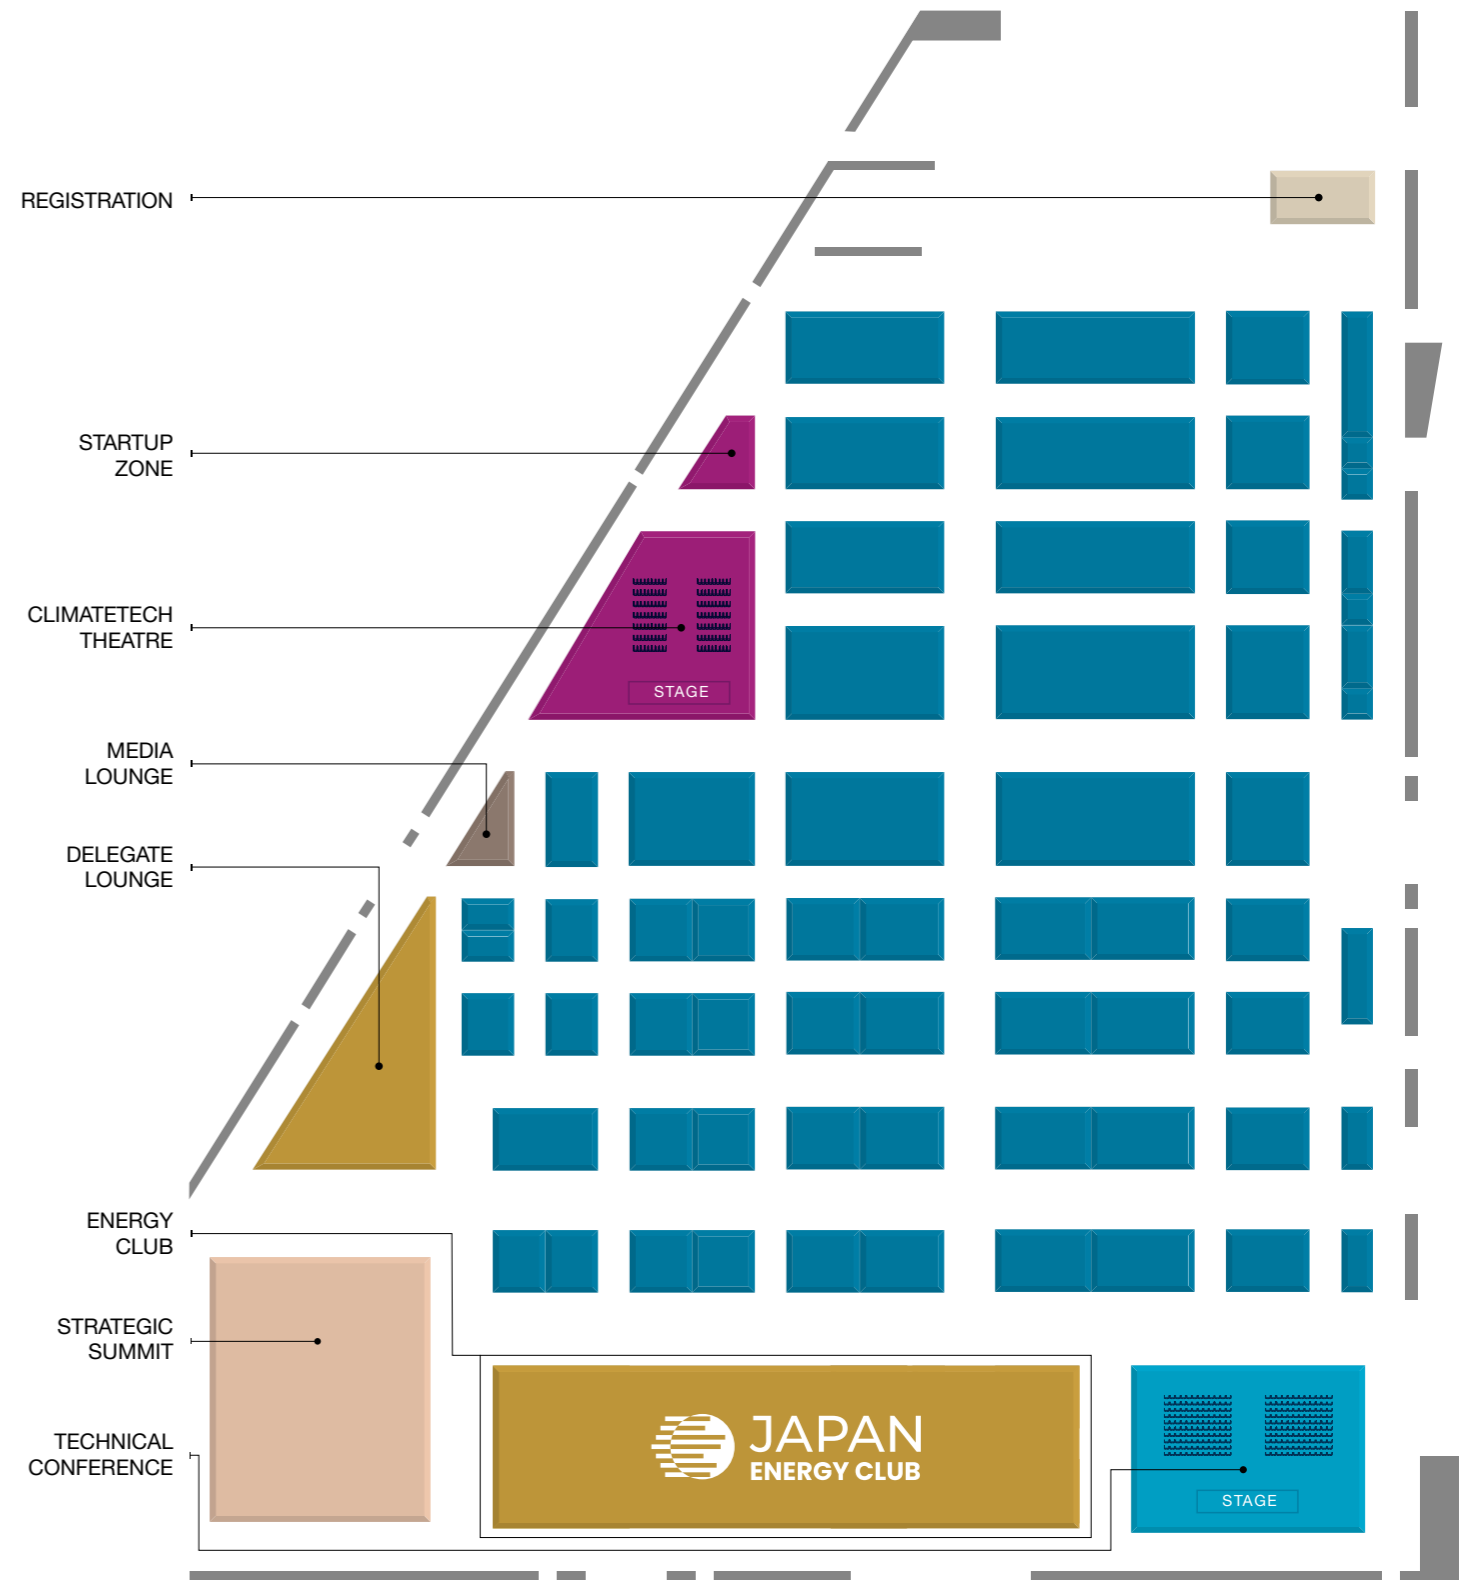 REGISTRATION
STARTUP
ZONE
CLIMATETECH
THEATRE
STAGE
MEDIA
LOUNGE
DELEGATE
LOUNGE
ENERGY
CLUB
STRATEGIC
SUMMIT
TECHNICAL
CONFERENCE
JAPAN
ENERGY CLUB
STAGE